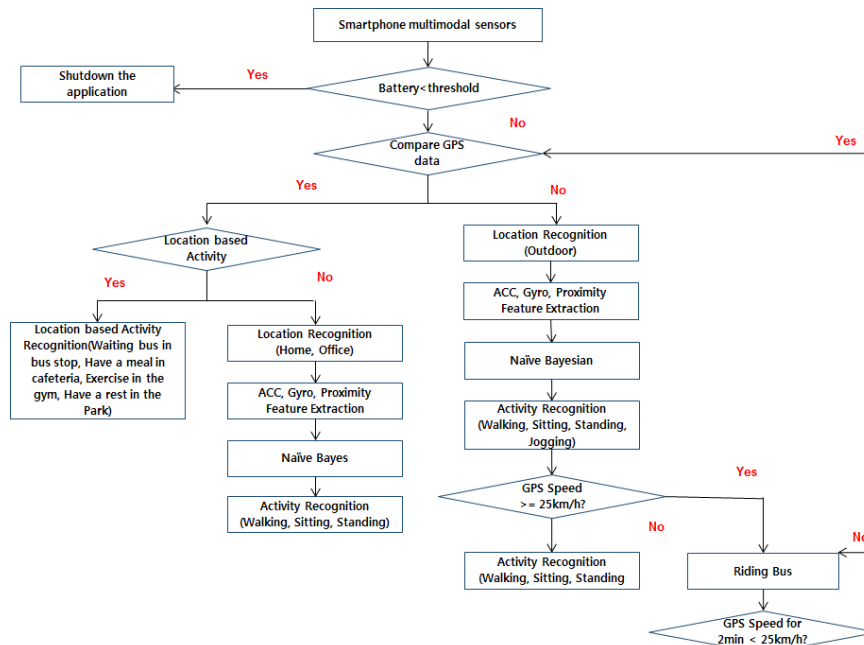 Smartphone multimodal sensors
Yes
Shutdown the
application
Battery<threshold
No
Compare GPS
data
Yes
Yes
No
Location based
Activity
Location Recognition
(Outdoor)
Yes
No
ACC, Gyro, Proximity
Feature Extraction
Location based Activity
Recognition(Waiting bus in
bus stop, Have a meal in
cafeteria, Exercise in the
gym, Have a rest in the
Park)
Location Recognition
(Home, Office)
Naïve Bayesian
ACC, Gyro, Proximity
Feature Extraction
Activity Recognition
(Walking, Sitting, Standing,
Jogging)
Naïve Bayes
Yes
GPS Speed
>= 25km/h?
Activity Recognition
(Walking, Sitting, Standing)
No
No
Activity Recognition
(Walking, Sitting, Standing
Riding Bus
GPS Speed for
2min < 25km/h?